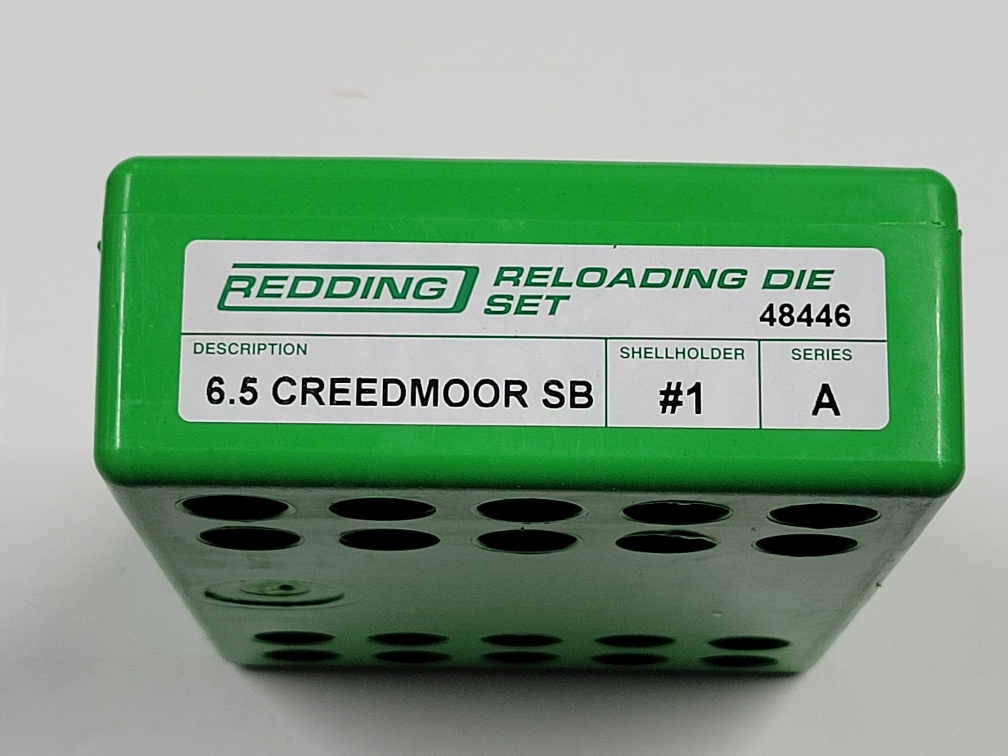 REDDING RELOADING DIE
SET
48446
DESCRIPTION
6.5 CREEDMOOR SB
SHELLHOLDER
#1
SERIES
A